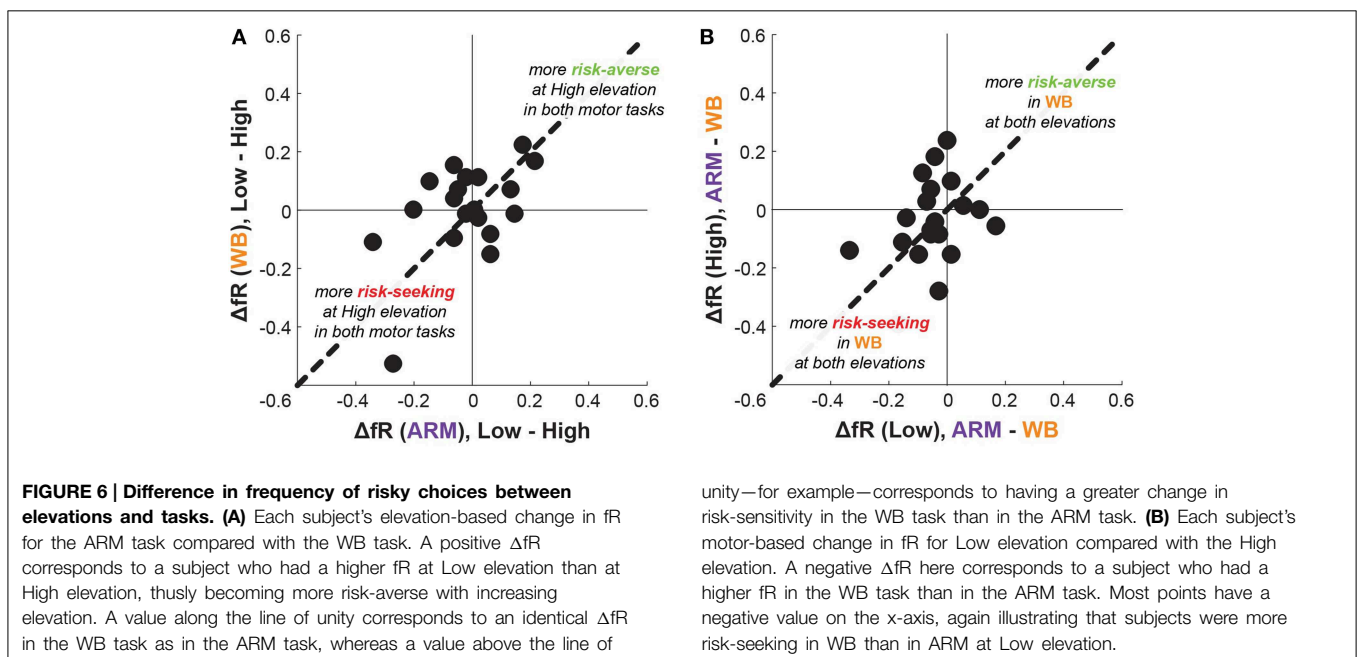 A
0.6
0.4
0.2
0
-0.2
-0.4
-0.6 -0.4 -0.2 0 0.2 0.4 0.6
ΔfR (WB), Low - High
ΔfR (ARM), Low - High
more risk-averse
at High elevation
in both motor tasks
more risk-seeking
at High elevation
in both motor tasks
B
0.6
0.4
0.2
0
-0.2
-0.4
-0.6 -0.4 -0.2 0 0.2 0.4 0.6
ΔfR (High), ARM - WB
ΔfR (Low), ARM - WB
more risk-averse
in WB
at both elevations
more risk-seeking
in WB
at both elevations
FIGURE 6 | Difference in frequency of risky choices between
elevations and tasks. (A) Each subject's elevation-based change in fR
for the ARM task compared with the WB task. A positive ΔfR
corresponds to a subject who had a higher fR at Low elevation than at
High elevation, thusly becoming more risk-averse with increasing
elevation. A value along the line of unity corresponds to an identical ΔfR
in the WB task as in the ARM task, whereas a value above the line of
unity—for example—corresponds to having a greater change in
risk-sensitivity in the WB task than in the ARM task. (B) Each subject's
motor-based change in fR for Low elevation compared with the High
elevation. A negative ΔfR here corresponds to a subject who had a
higher fR in the WB task than in the ARM task. Most points have a
negative value on the x-axis, again illustrating that subjects were more
risk-seeking in WB than in ARM at Low elevation.